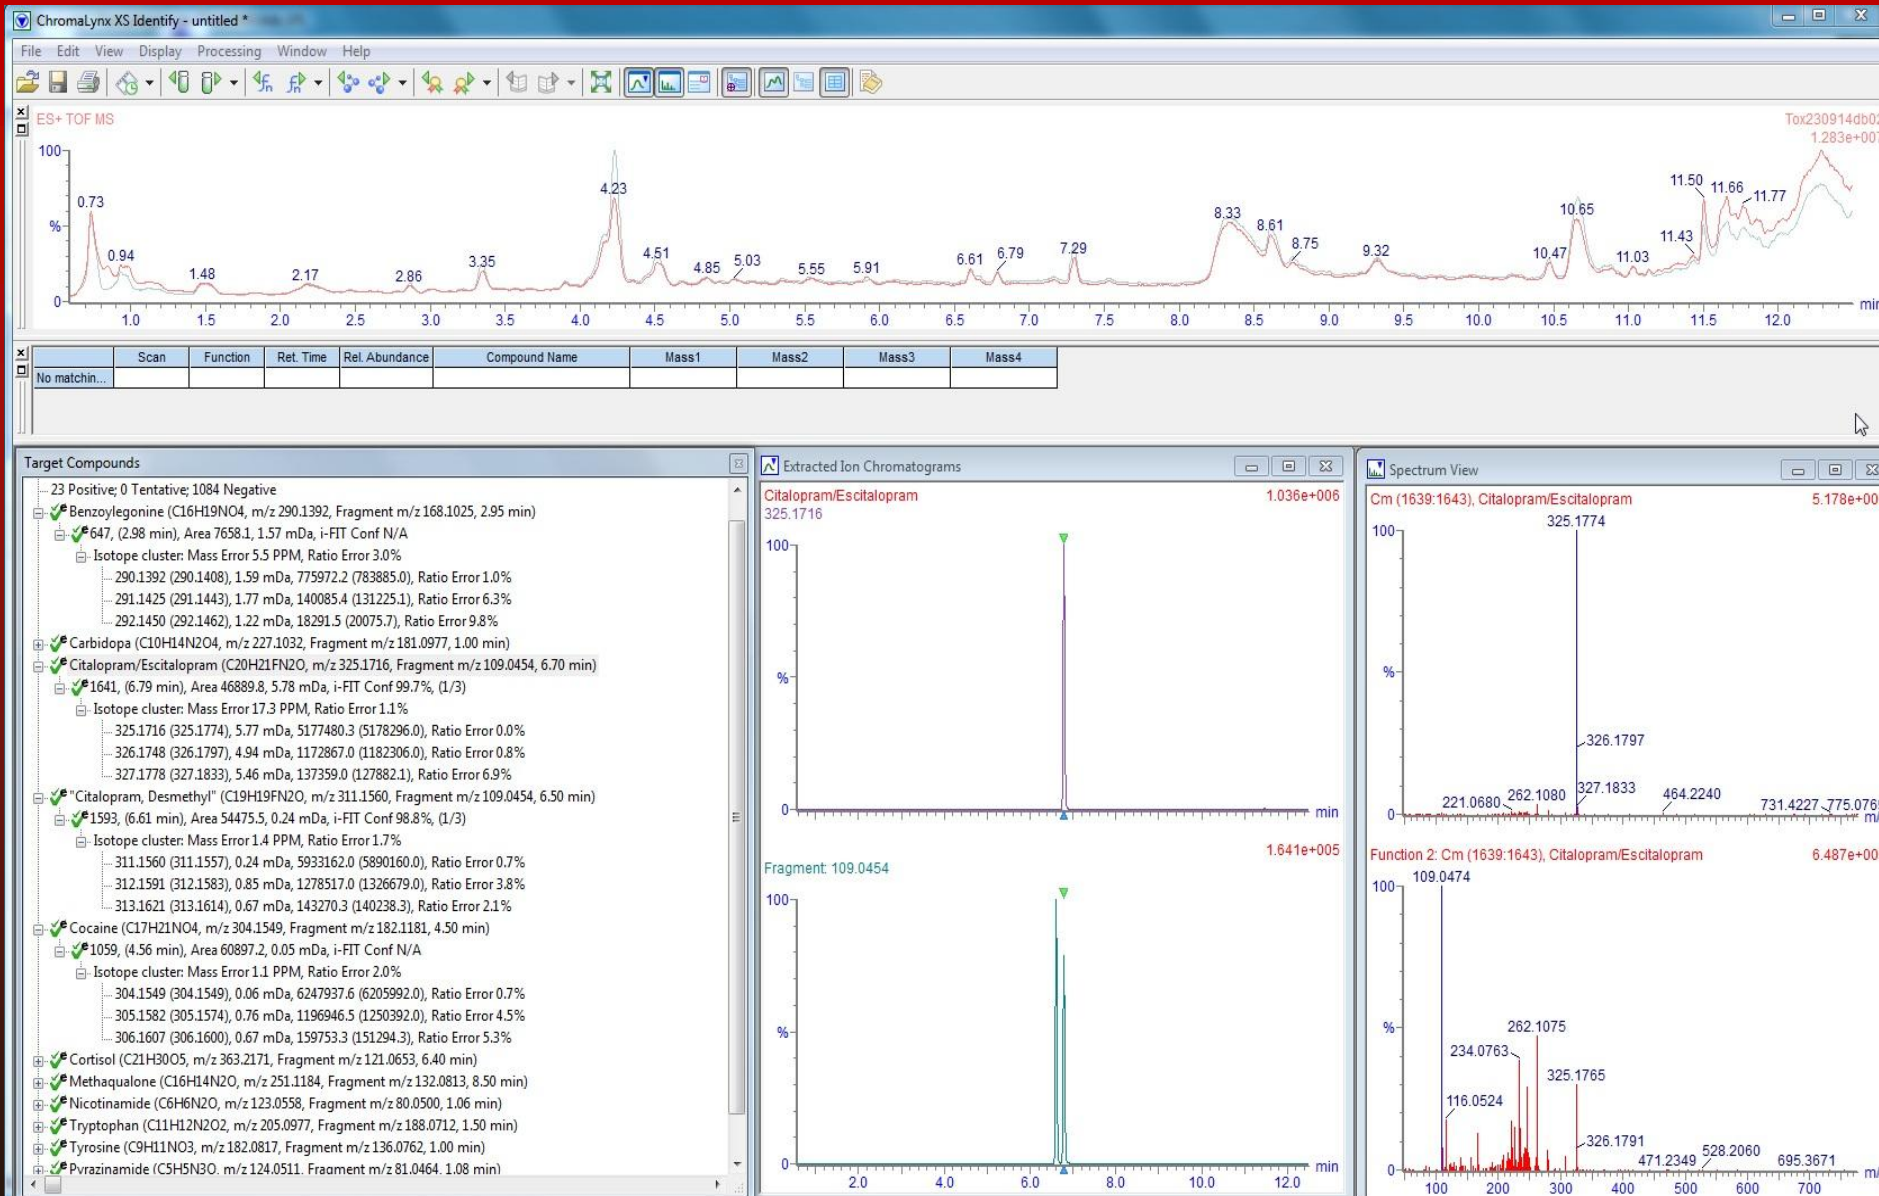 ChromaLynx XS Identify - untitled *
File Edit View Display Processing Window Help
ES+ TOF MS
Tox230914db02
1.283e+007
100
%
0
0.73
0.94
1.48
2.17
2.86
3.35
4.23
4.51
4.85
5.03
5.55
5.91
6.61
6.79
7.29
8.33
8.61
8.75
9.32
10.47
10.65
11.03
11.43
11.50
11.66
11.77
1.0 1.5 2.0 2.5 3.0 3.5 4.0 4.5 5.0 5.5 6.0 6.5 7.0 7.5 8.0 8.5 9.0 9.5 10.0 10.5 11.0 11.5 12.0
min
Scan Function Ret. Time Rel. Abundance Compound Name Mass1 Mass2 Mass3 Mass4
No matchin...
Target Compounds
23 Positive; 0 Tentative; 1084 Negative
Benzoylegonine (C16H19NO4, m/z 290.1392, Fragment m/z 168.1025, 2.95 min)
647, (2.98 min), Area 7658.1, 1.57 mDa, i-FIT Conf N/A
Isotope cluster: Mass Error 5.5 PPM, Ratio Error 3.0%
290.1392 (290.1408), 1.59 mDa, 775972.2 (783885.0), Ratio Error 1.0%
291.1425 (291.1443), 1.77 mDa, 140085.4 (131225.1), Ratio Error 6.3%
292.1450 (292.1462), 1.22 mDa, 18291.5 (20075.7), Ratio Error 9.8%
Carbidopa (C10H14N2O4, m/z 227.1032, Fragment m/z 181.0977, 1.00 min)
Citalopram/Escitalopram (C20H21FN2O, m/z 325.1716, Fragment m/z 109.0454, 6.70 min)
1641, (6.79 min), Area 46889.8, 5.78 mDa, i-FIT Conf 99.7%, (1/3)
Isotope cluster: Mass Error 17.3 PPM, Ratio Error 1.1%
325.1716 (325.1774), 5.77 mDa, 5177480.3 (5178296.0), Ratio Error 0.0%
326.1748 (326.1797), 4.94 mDa, 1172867.0 (1182306.0), Ratio Error 0.8%
327.1778 (327.1833), 5.46 mDa, 137359.0 (127882.1), Ratio Error 6.9%
"Citalopram, Desmethyl" (C19H19FN2O, m/z 311.1560, Fragment m/z 109.0454, 6.50 min)
1593, (6.61 min), Area 54475.5, 0.24 mDa, i-FIT Conf 98.8%, (1/3)
Isotope cluster: Mass Error 1.4 PPM, Ratio Error 1.7%
311.1560 (311.1557), 0.24 mDa, 5933162.0 (5890160.0), Ratio Error 0.7%
312.1591 (312.1583), 0.85 mDa, 1278517.0 (1326679.0), Ratio Error 3.8%
313.1621 (313.1614), 0.67 mDa, 143270.3 (140238.3), Ratio Error 2.1%
Cocaine (C17H21NO4, m/z 304.1549, Fragment m/z 182.1181, 4.50 min)
1059, (4.56 min), Area 60897.2, 0.05 mDa, i-FIT Conf N/A
Isotope cluster: Mass Error 1.1 PPM, Ratio Error 2.0%
304.1549 (304.1549), 0.06 mDa, 6247937.6 (6205992.0), Ratio Error 0.7%
305.1582 (305.1574), 0.76 mDa, 1196946.5 (1250392.0), Ratio Error 4.5%
306.1607 (306.1600), 0.67 mDa, 159753.3 (151294.3), Ratio Error 5.3%
Cortisol (C21H30O5, m/z 363.2171, Fragment m/z 121.0653, 6.40 min)
Methaqualone (C16H14N2O, m/z 251.1184, Fragment m/z 132.0813, 8.50 min)
Nicotinamide (C6H6N2O, m/z 123.0558, Fragment m/z 80.0500, 1.06 min)
Tryptophan (C11H12N2O2, m/z 205.0977, Fragment m/z 188.0712, 1.50 min)
Tyrosine (C9H11NO3, m/z 182.0817, Fragment m/z 136.0762, 1.00 min)
Pyrazinamide (C5H5N3O, m/z 124.0511, Fragment m/z 81.0464, 1.08 min)
Extracted Ion Chromatograms
Citalopram/Escitalopram
1.036e+006
325.1716
100
%
0
min
1.641e+005
Fragment: 109.0454
100
%
0
min
2.0 4.0 6.0 8.0 10.0 12.0
Spectrum View
Cm (1639:1643), Citalopram/Escitalopram
5.178e+00
325.1774
100
%
326.1797
221.0680
262.1080
327.1833
464.2240
731.4227
775.0765
0
m/
Function 2: Cm (1639:1643), Citalopram/Escitalopram
6.487e+00
109.0474
100
%
262.1075
234.0763
325.1765
116.0524
326.1791
471.2349
528.2060
695.3671
0
m/
100 200 300 400 500 600 700